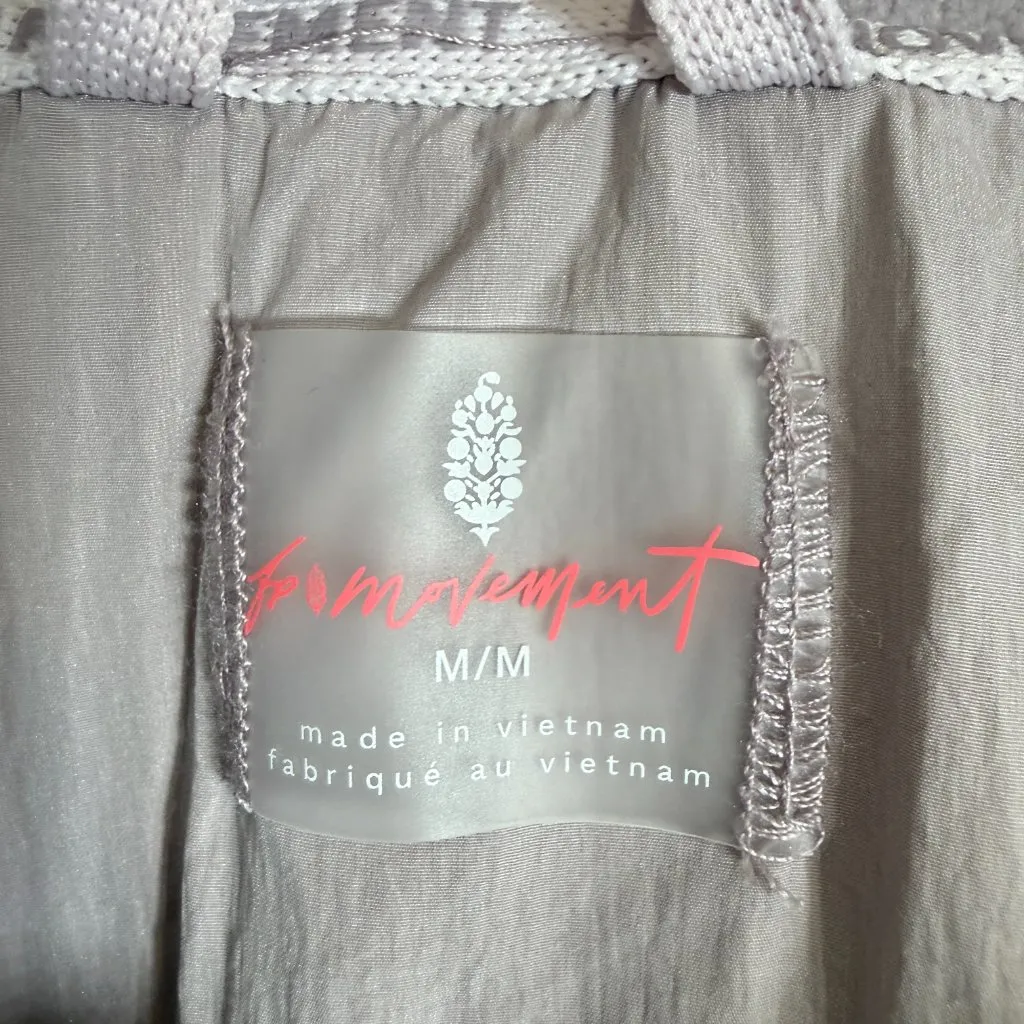 fp movement
M/M
made in vietnam
fabriqué au vietnam